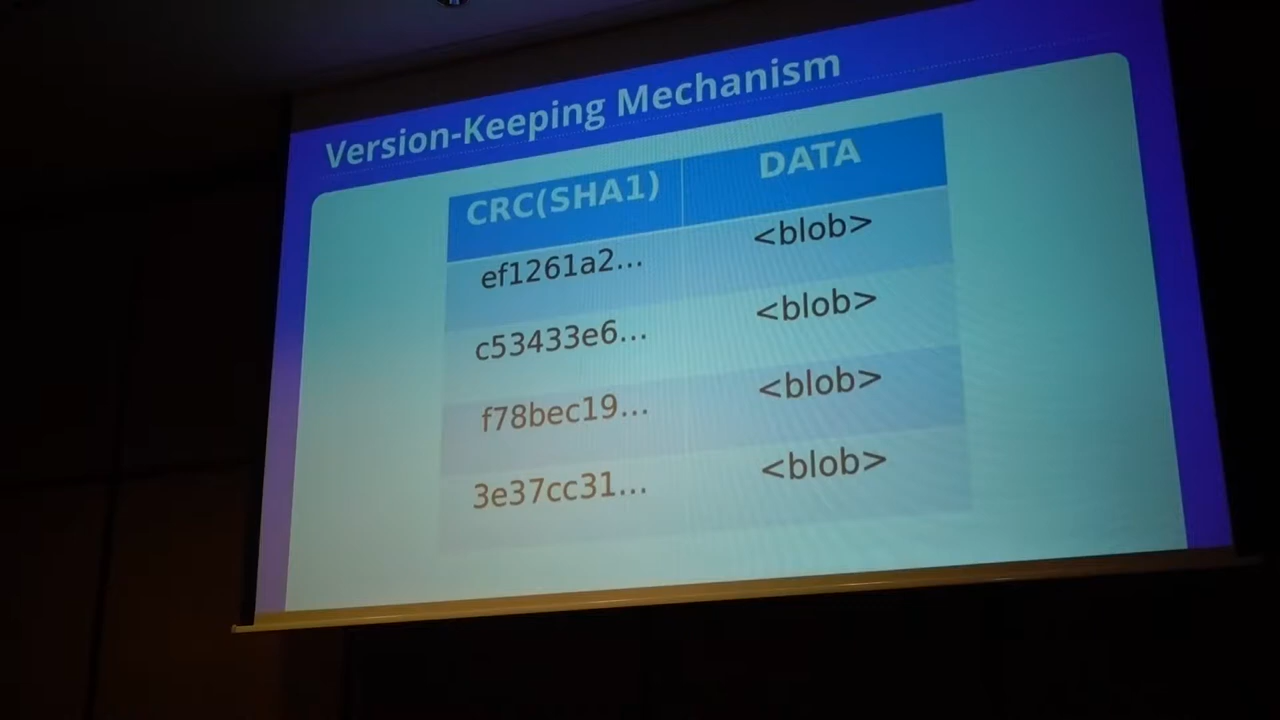 Version-Keeping Mechanism
CRC(SHA1) DATA
ef1261a2... <blob>
c53433e6... <blob>
f78bec19... <blob>
3e37cc31... <blob>